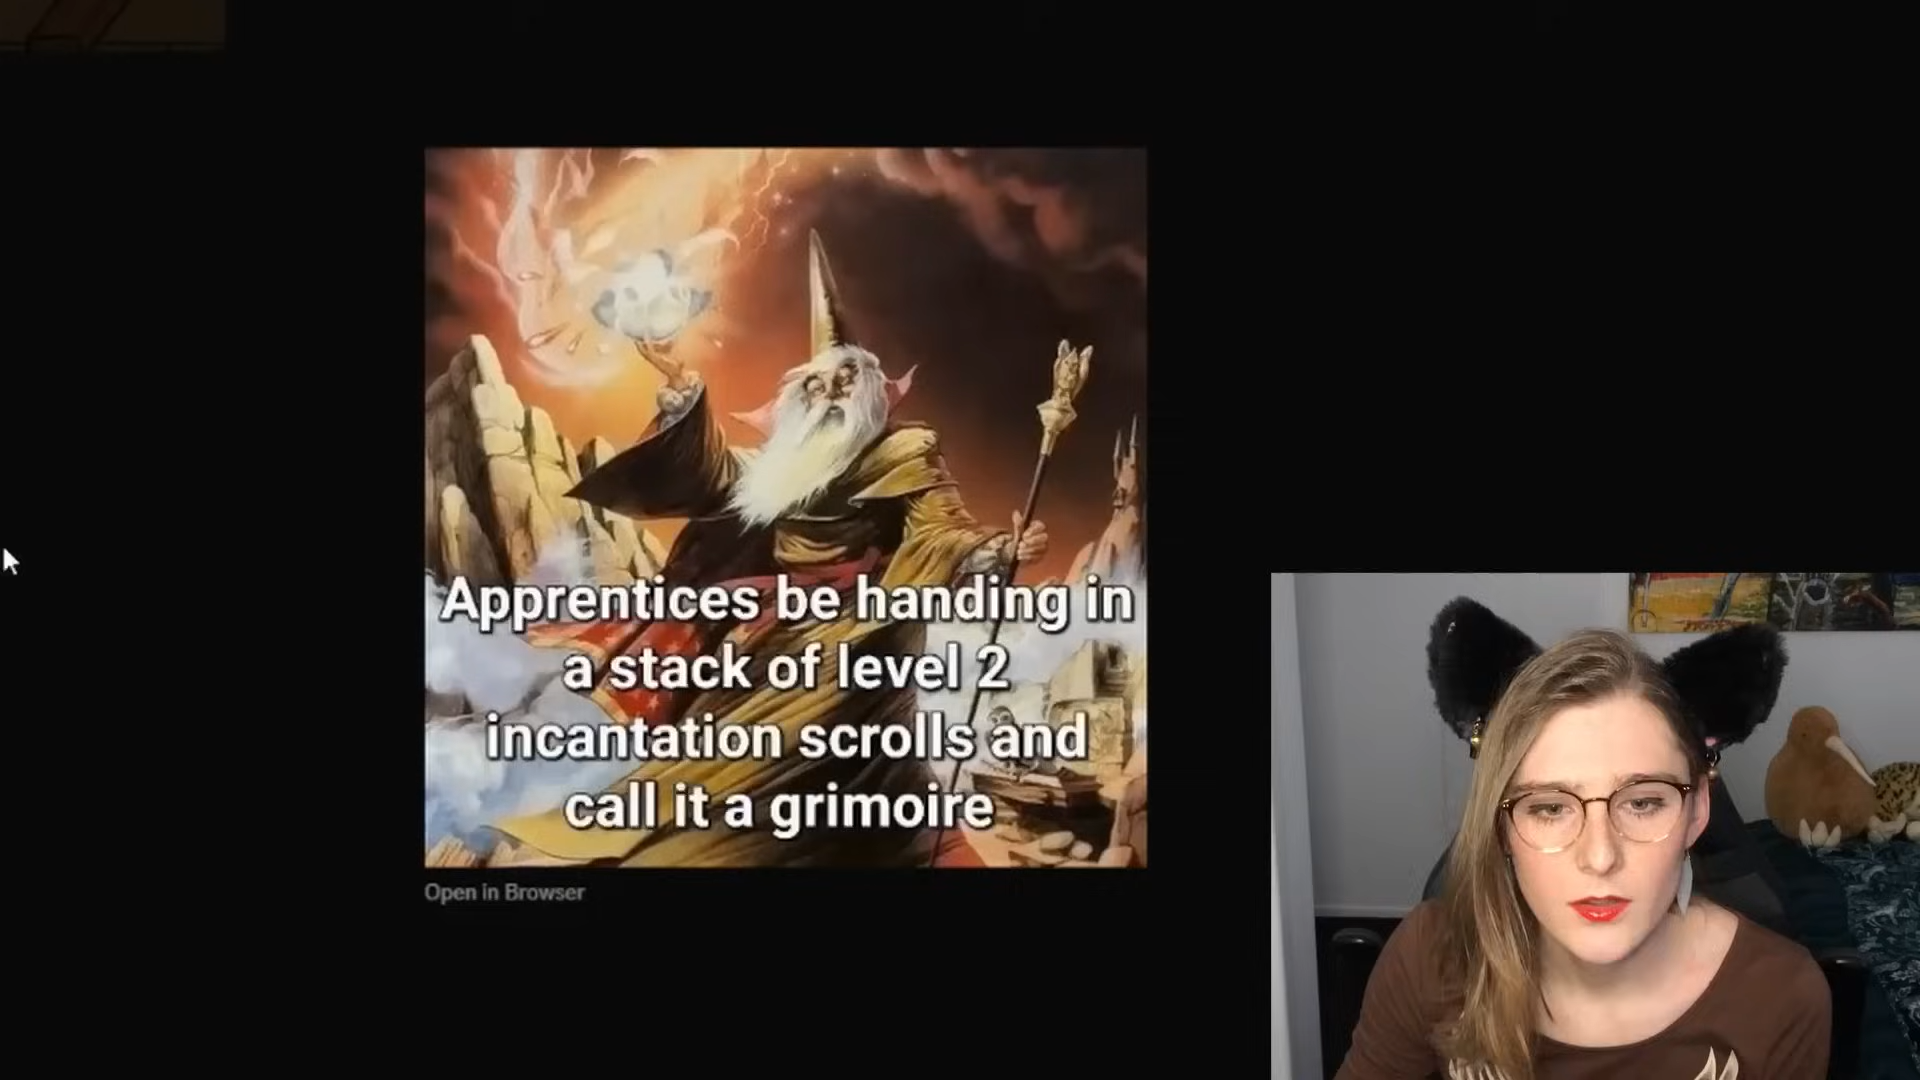 Apprentices be handing in
a stack of level 2
incantation scrolls and
call it a grimoire
Open in Browser